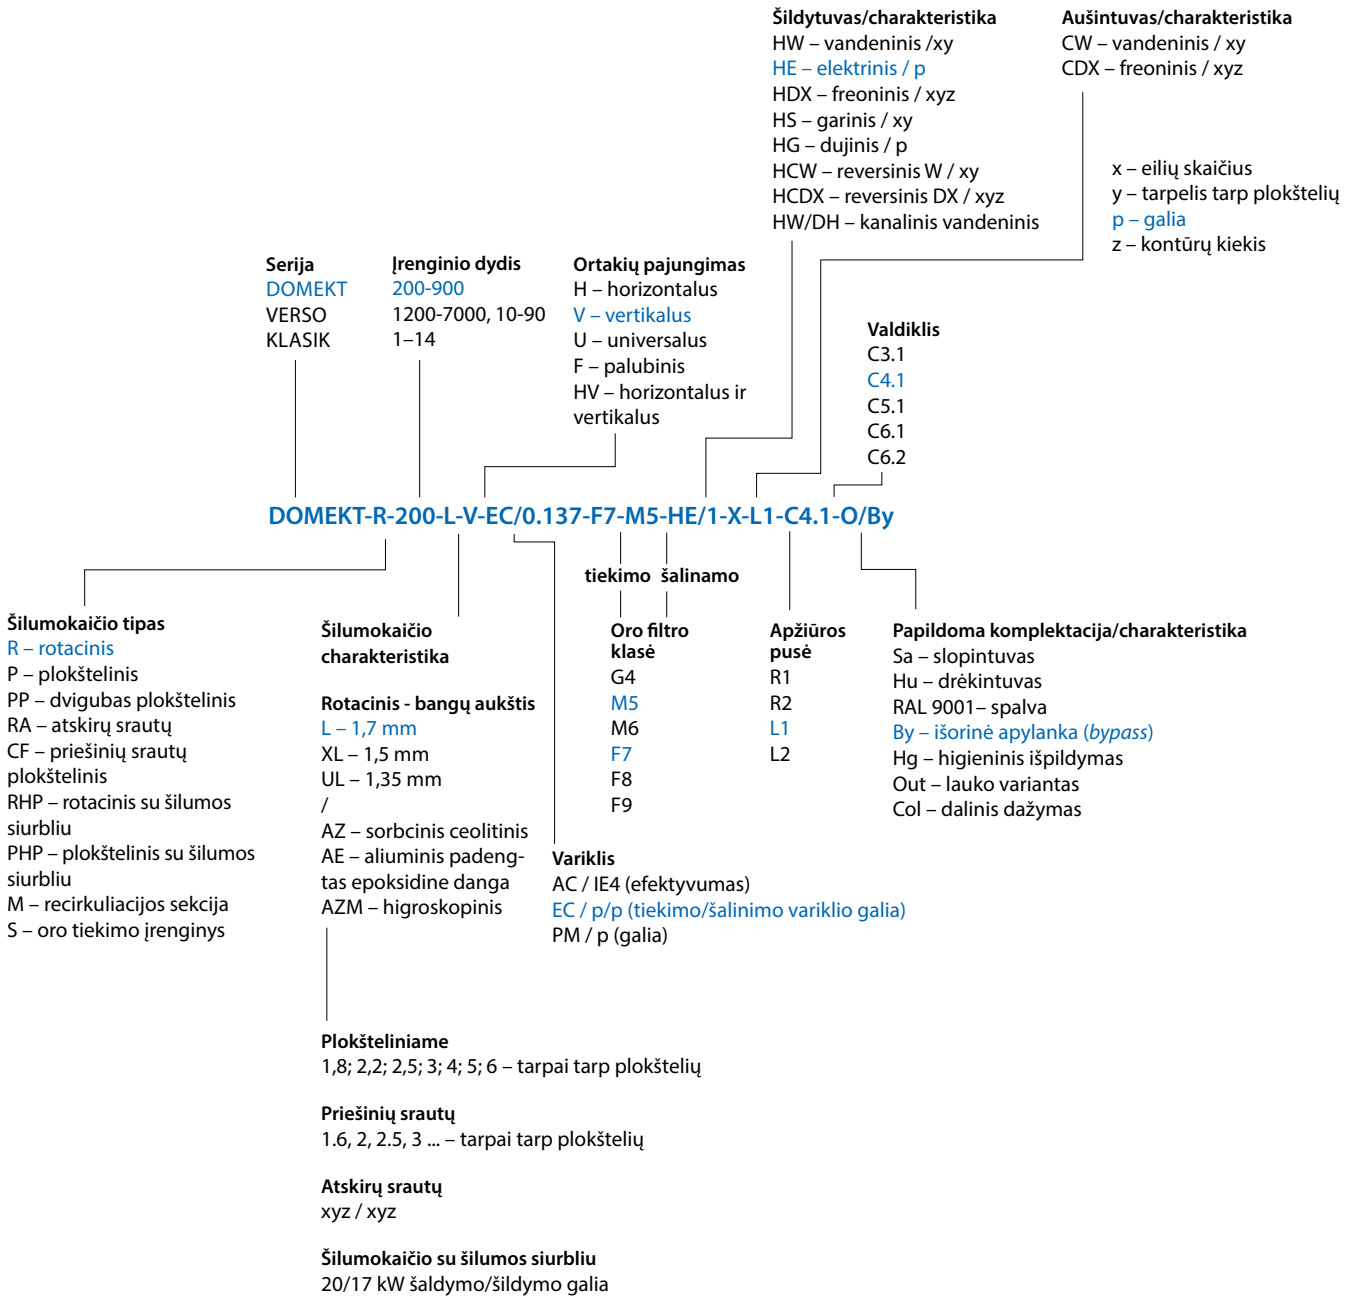 Šildytuvas/charakteristika
HW – vandeninis /xy
HE – elektrinis / p
HDX – freoninis / xyz
HS – garinis / xy
HG – dujinis / p
HCW – reversinis W / xy
HCDX – reversinis DX / xyz
HW/DH – kanalinis vandeninis
Aušintuvas/charakteristika
CW – vandeninis / xy
CDX – freoninis / xyz
x – eilių skaičius
y – tarpelis tarp plokštelių
p – galia
z – kontūrų kiekis
Serija
DOMEKT
VERSO
KLASIK
Įrenginio dydis
200-900
1200-7000, 10-90
1–14
Ortakių pajungimas
H – horizontalus
V – vertikalus
U – universalus
F – palubinis
HV – horizontalus ir
vertikalus
Valdiklis
C3.1
C4.1
C5.1
C6.1
C6.2
DOMEKT-R-200-L-V-EC/0.137-F7-M5-HE/1-X-L1-C4.1-O/By
tiekimo šalinamo
Šilumokaičio tipas
R – rotacinis
P – plokštelinis
PP – dvigubas plokštelinis
RA – atskirų srautų
CF – priešinių srautų
plokštelinis
RHP – rotacinis su šilumos
siurbliu
PHP – plokštelinis su šilumos
siurbliu
M – recirkuliacijos sekcija
S – oro tiekimo įrenginys
Šilumokaičio
charakteristika
Rotacinis - bangų aukštis
L – 1,7 mm
XL – 1,5 mm
UL – 1,35 mm
/
AZ – sorbcinis ceolitinis
AE – aliuminis padeng-
tas epoksidine danga
AZM – higroskopinis
Variklis
AC / IE4 (efektyvumas)
EC / p/p (tiekimo/šalinimo variklio galia)
PM / p (galia)
Oro filtro
klasė
G4
M5
M6
F7
F8
F9
Apžiūros
pusė
R1
R2
L1
L2
Papildoma komplektacija/charakteristika
Sa – slopintuvas
Hu – drėkintuvas
RAL 9001– spalva
By – išorinė apylanka (bypass)
Hg – higieninis išpildymas
Out – lauko variantas
Col – dalinis dažymas
Plokšteliniame
1,8; 2,2; 2,5; 3; 4; 5; 6 – tarpai tarp plokštelių
Priešinių srautų
1.6, 2, 2.5, 3 ... – tarpai tarp plokštelių
Atskirų srautų
xyz / xyz
Šilumokaičio su šilumos siurbliu
20/17 kW šaldymo/šildymo galia